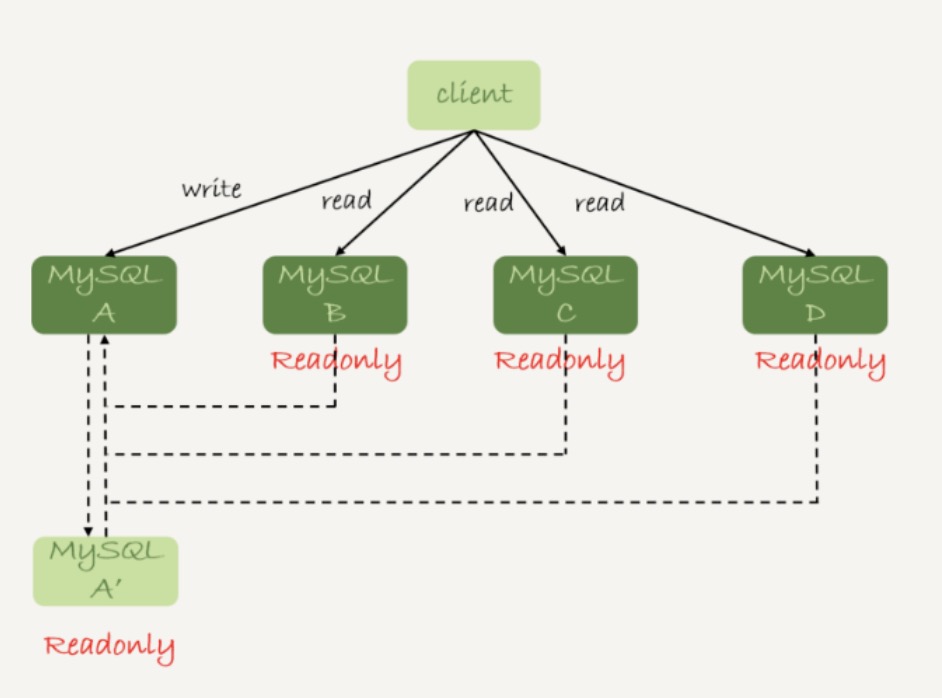 client
write
read
read
read
MySQL
A
MySQL
B
MySQL
C
MySQL
D
Readonly
Readonly
Readonly
MySQL
A'
Readonly